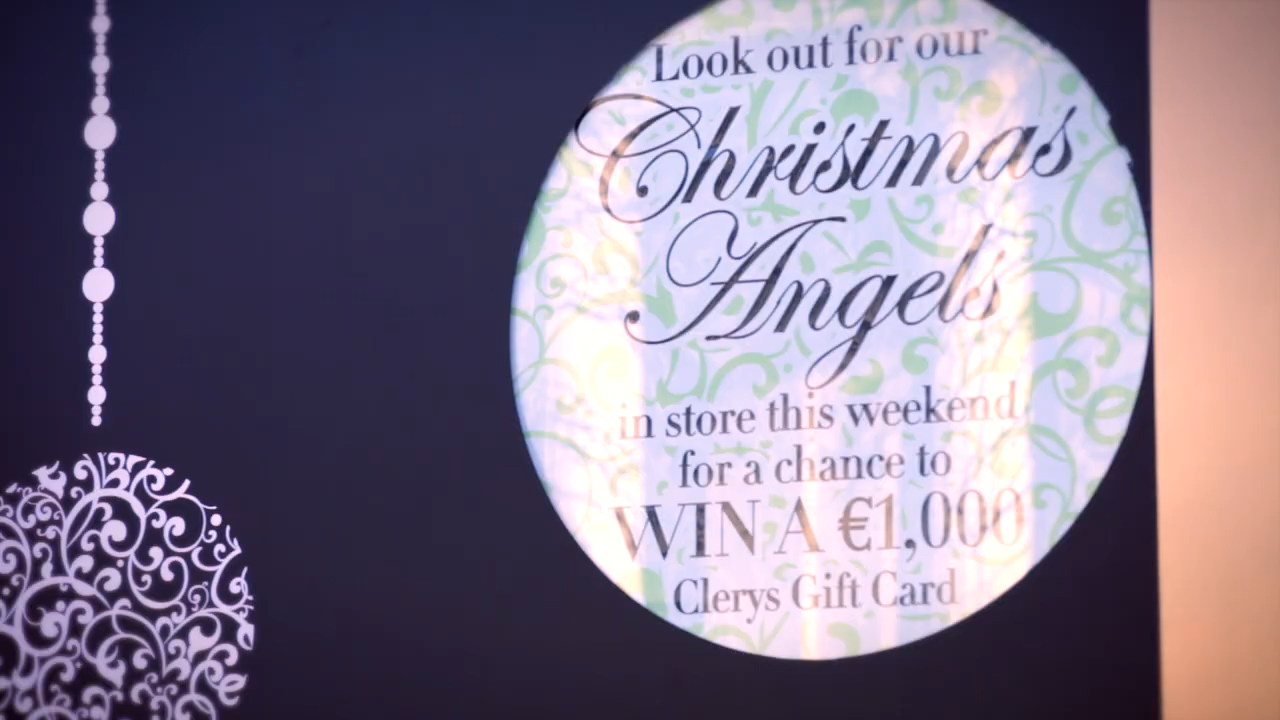 Look out for our
Christmas
Angels
in store this weekend
for a chance to
WIN A €1,000
Clerys Gift Card